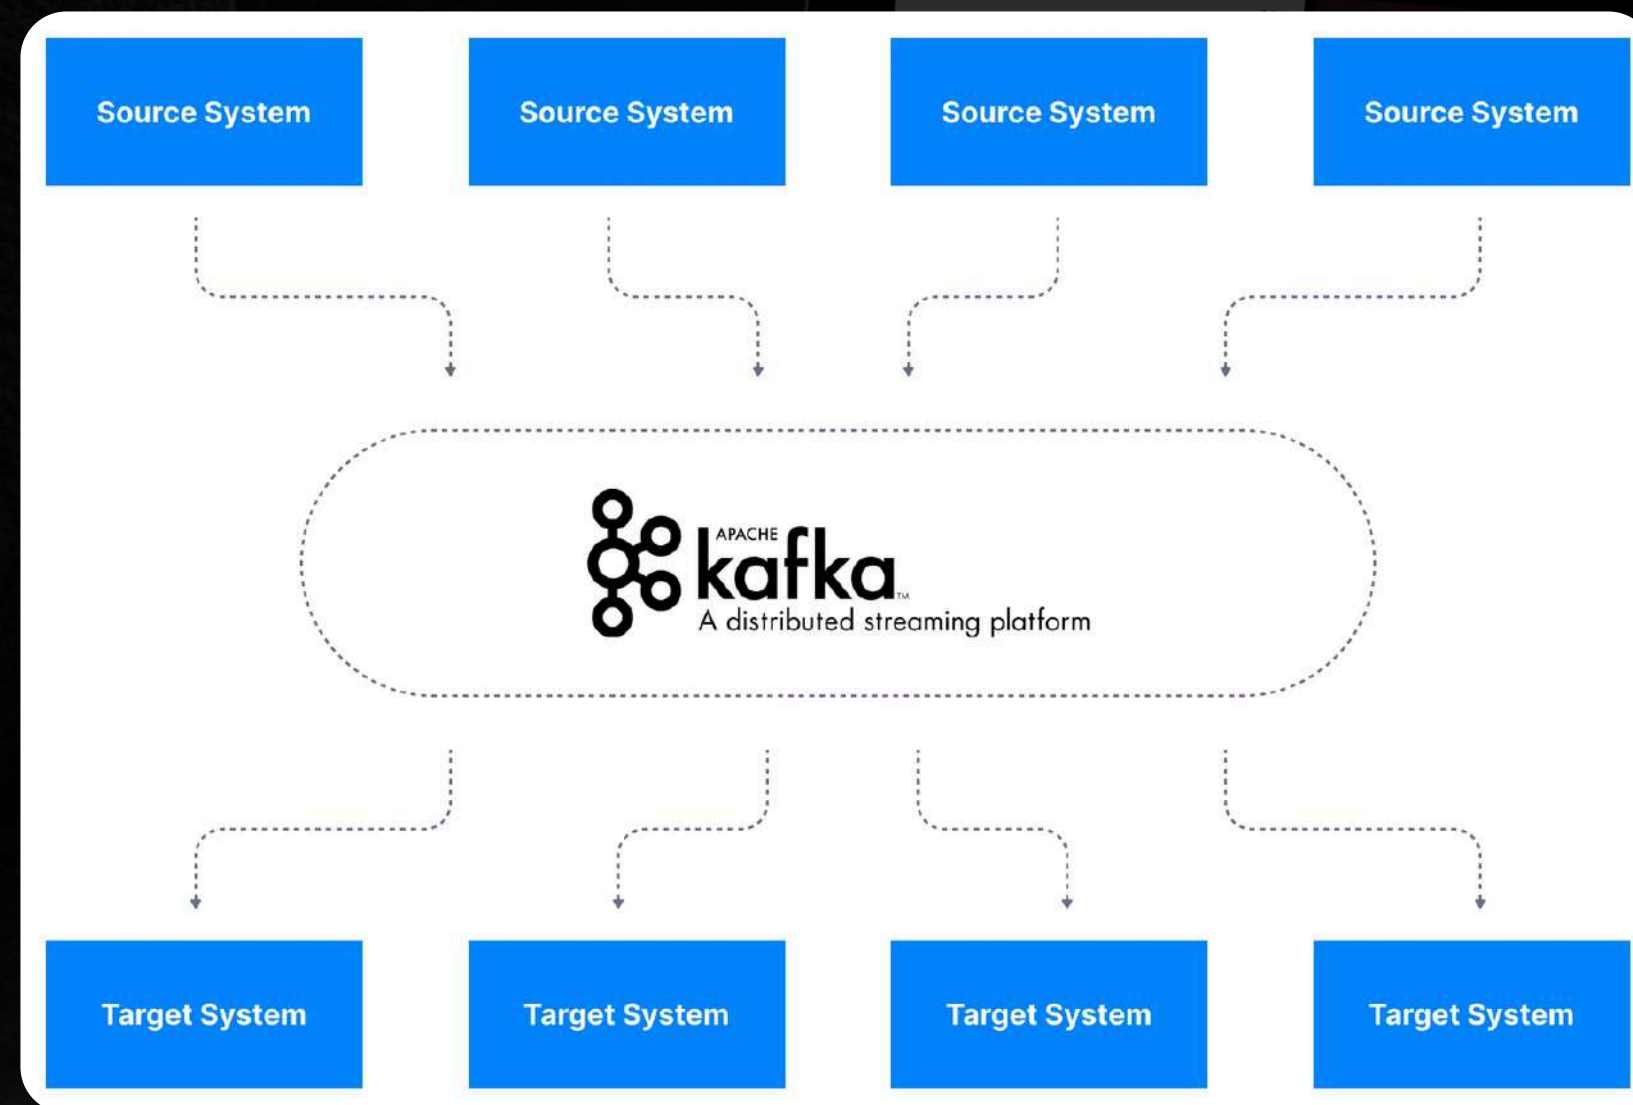 Source System
Source System
Source System
Source System
APACHE
kafka™
A distributed streaming platform
Target System
Target System
Target System
Target System